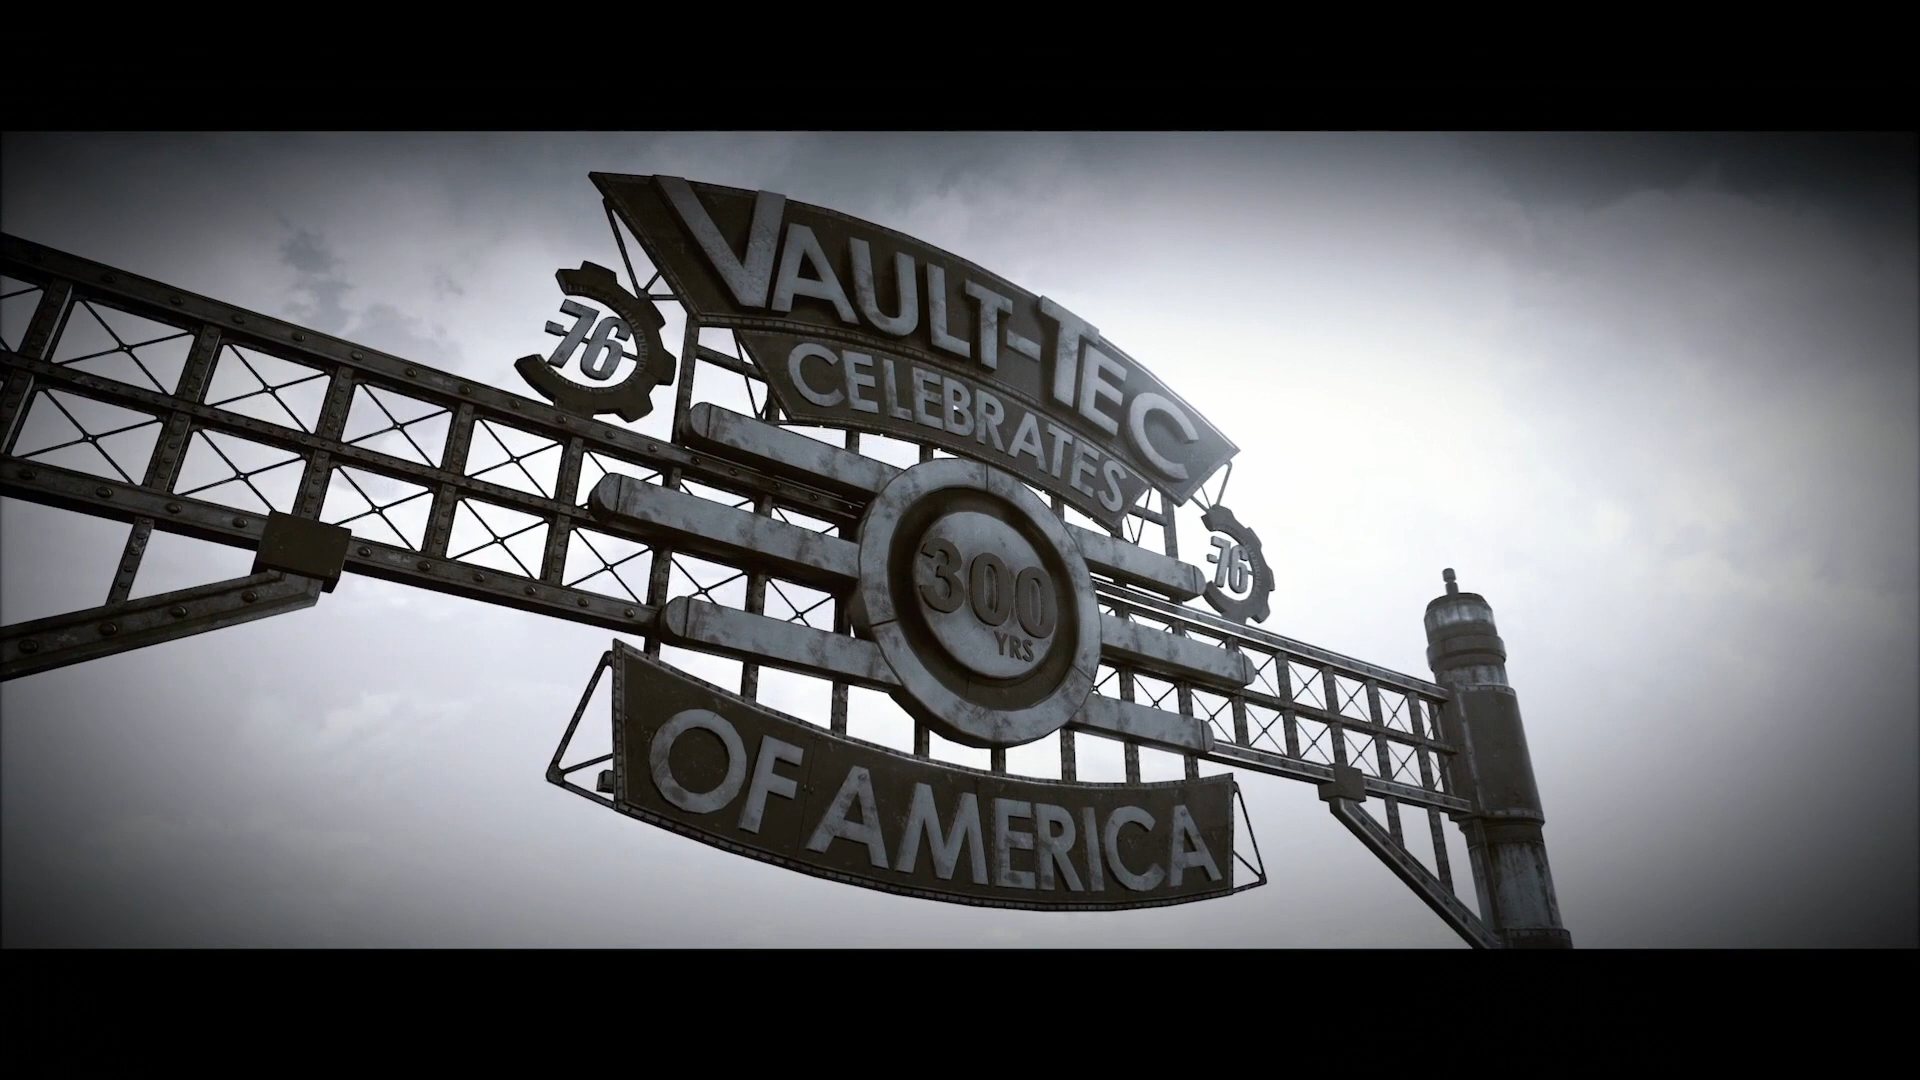 VAULT-TEC
CELEBRATES
-76
-76
300
YRS
OF AMERICA